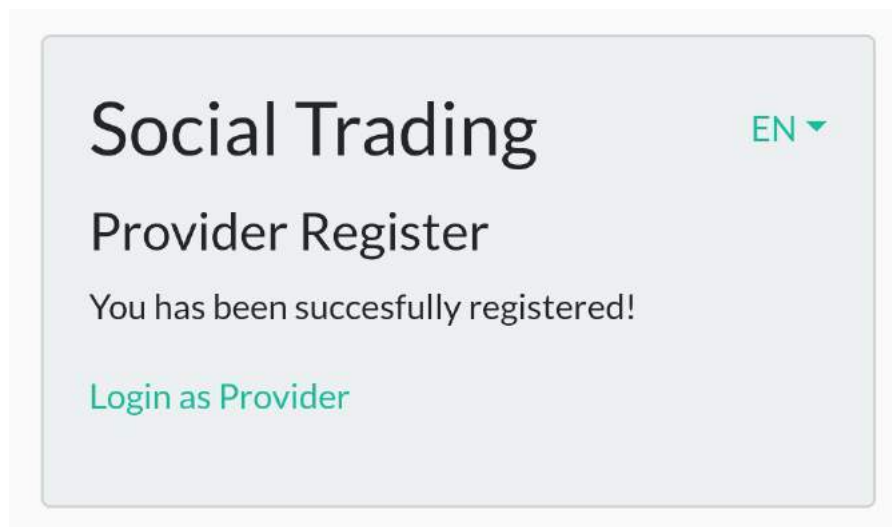 Social Trading
EN
Provider Register
You has been succesfully registered!
Login as Provider